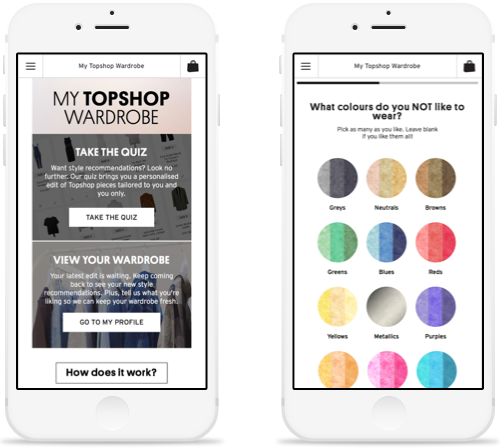 My Topshop Wardrobe
MY TOPSHOP
WARDROBE
TAKE THE QUIZ
Want style recommendations? Look no
further. Our quiz brings you a personalised
edit of Topshop pieces tailored to you and
you only.
TAKE THE QUIZ
VIEW YOUR WARDROBE
Your latest edit is waiting. Keep coming
back to see your new style
recommendations. Plus, tell us what you're
liking so we can keep your wardrobe fresh.
GO TO MY PROFILE
How does it work?
My Topshop Wardrobe
What colours do you NOT like to
wear?
Pick as many as you like. Leave blank
if you like them all!
Greys Neutrals Browns
Greens Blues Reds
Yellows Metallics Purples